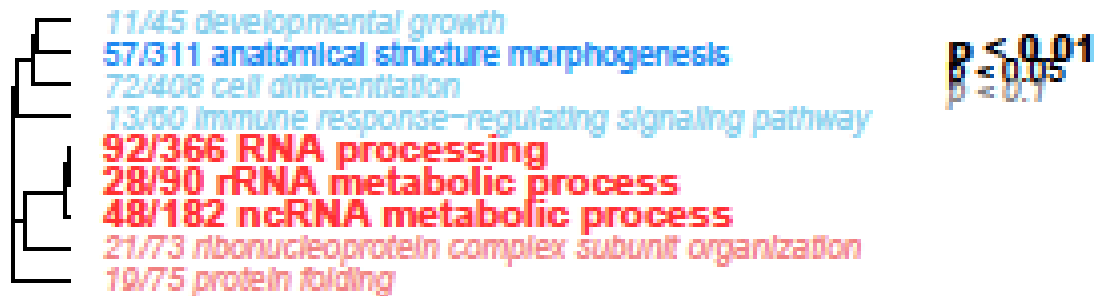 11/45 developmental growth
57/311 anatomical structure morphogenesis
72/408 cell differentiation
13/60 immune response-regulating signaling pathway
92/366 RNA processing
28/90 rRNA metabolic process
48/182 ncRNA metabolic process
21/73 ribonucleoprotein complex subunit organization
19/75 protein folding
p < 0.01
p < 0.05
p < 0.1